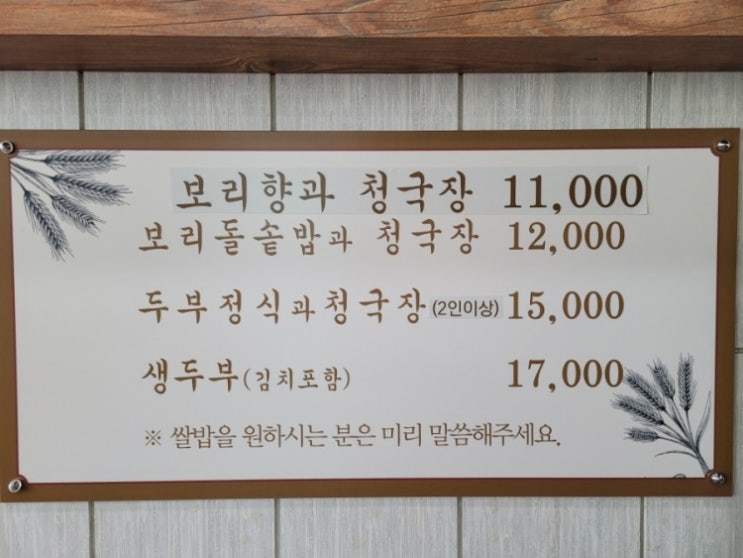 보리향과 청국장 11,000
보리돌솥밥과 청국장 12,000
두부정식과청국장(2인이상) 15,000
생두부(김치포함) 17,000
※ 쌀밥을 원하시는 분은 미리 말씀해주세요.